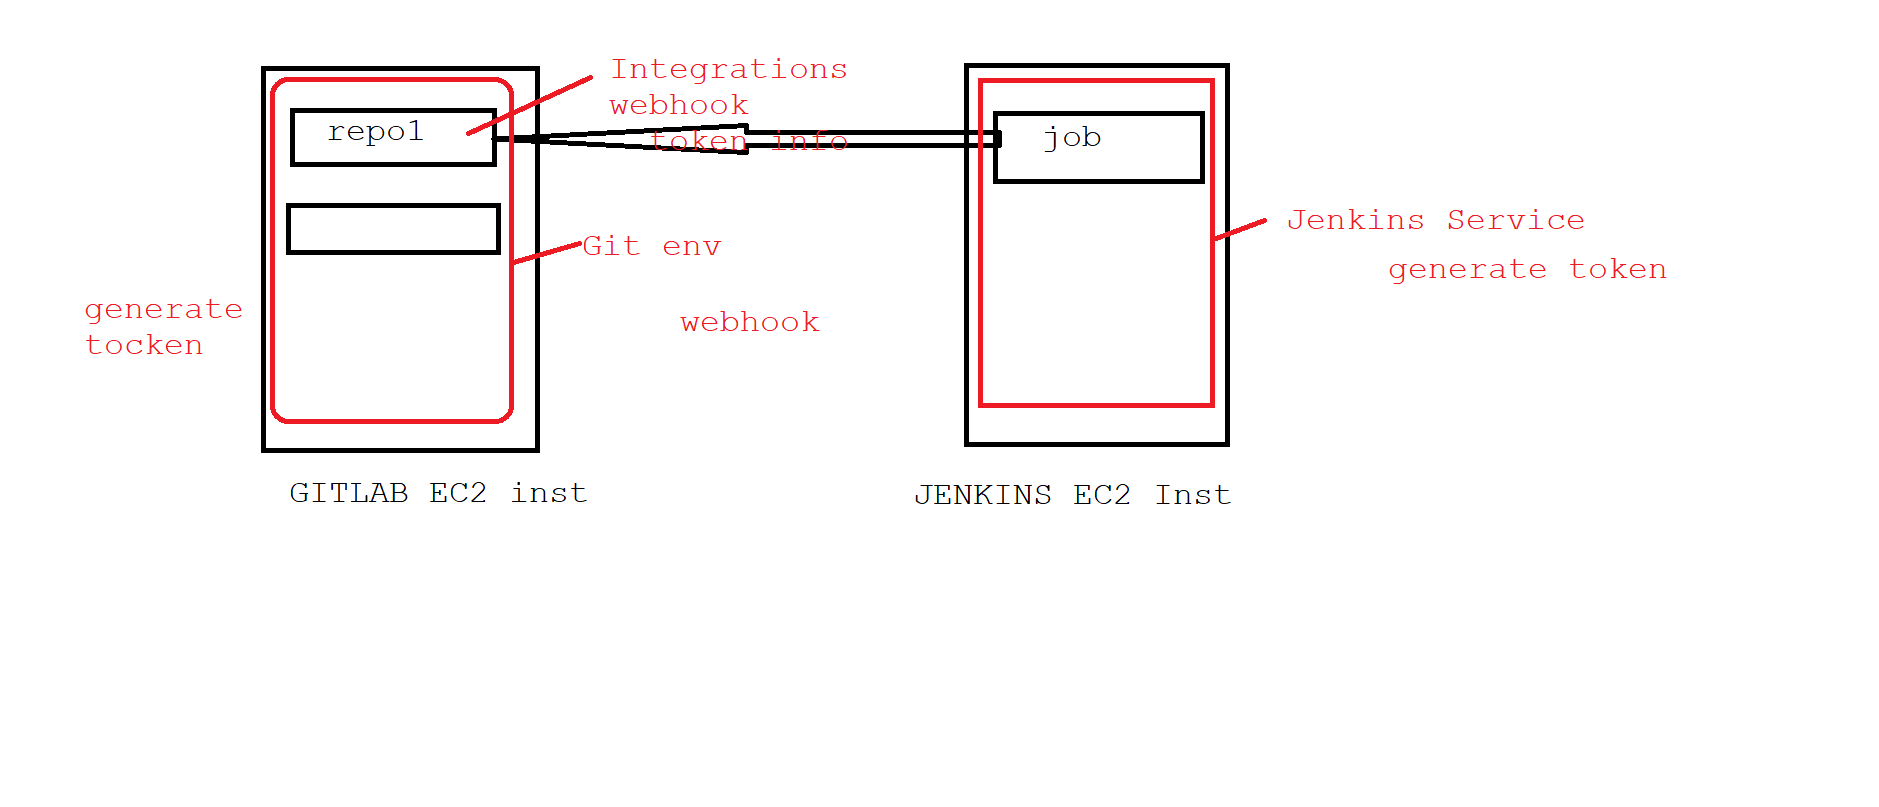 Integrations
webhook
token info
repo1
job
Git env
Jenkins Service
generate token
generate
tocken
webhook
GITLAB EC2 inst
JENKINS EC2 Inst